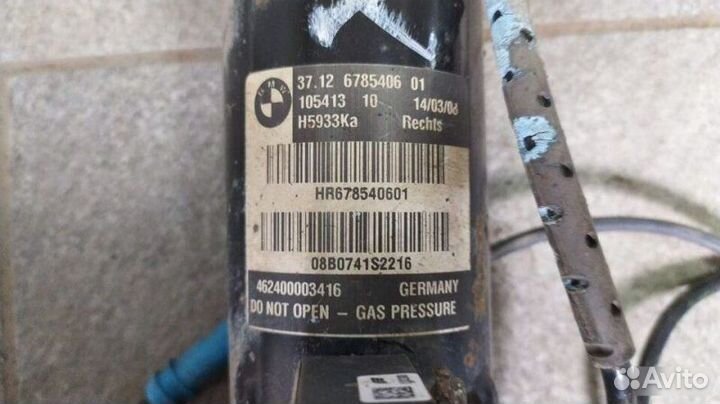 BMW
37.12 6785406 01
105413 10 14/03/08
H5933Ka Rechts
HR678540601
08B0741S2216
462400003416 GERMANY
DO NOT OPEN – GAS PRESSURE
Avito